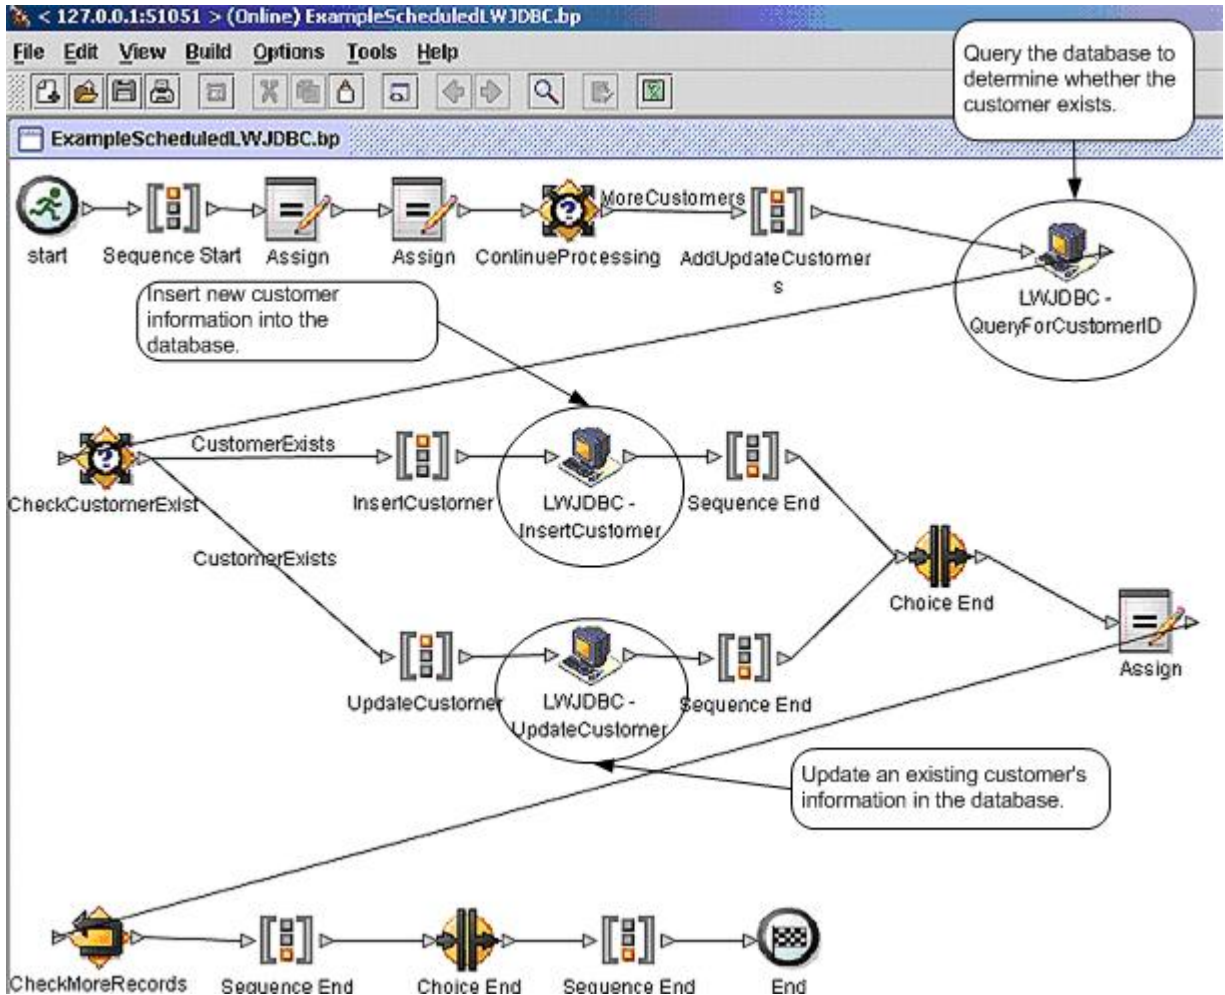 < 127.0.0.1:51051 > (Online) ExampleScheduledLWJDBC.bp
File Edit View Build Options Tools Help
Query the database to
determine whether the
customer exists.
ExampleScheduledLWJDBC.bp
MoreCustomers
start Sequence Start Assign Assign ContinueProcessing AddUpdateCustomer
s
LWJDBC -
QueryForCustomerID
Insert new customer
information into the
database.
CustomerExists
CheckCustomerExist InsertCustomer LWJDBC - Sequence End
InsertCustomer
CustomerExists
Choice End
Assign
UpdateCustomer LWJDBC - Sequence End
UpdateCustomer
Update an existing customer's
information in the database.
CheckMoreRecords Sequence End Choice End Sequence End End